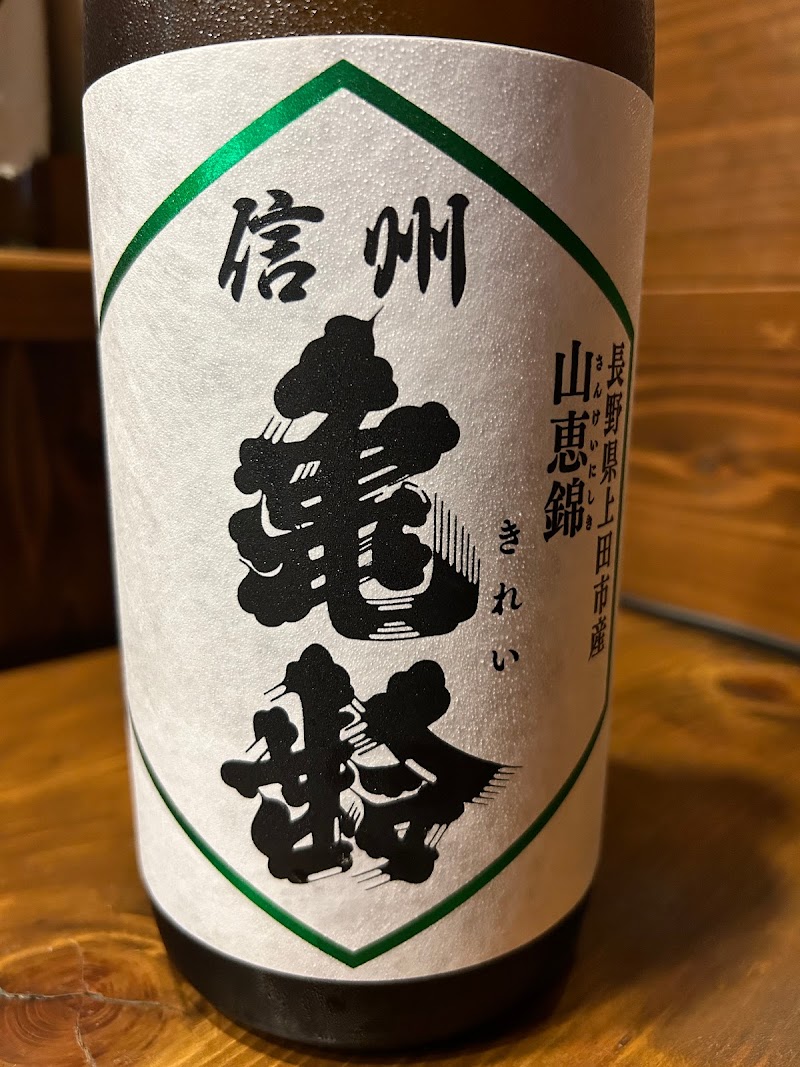 信州
亀齢
きれい
長野県上田市産
さんけいにしき
山恵錦